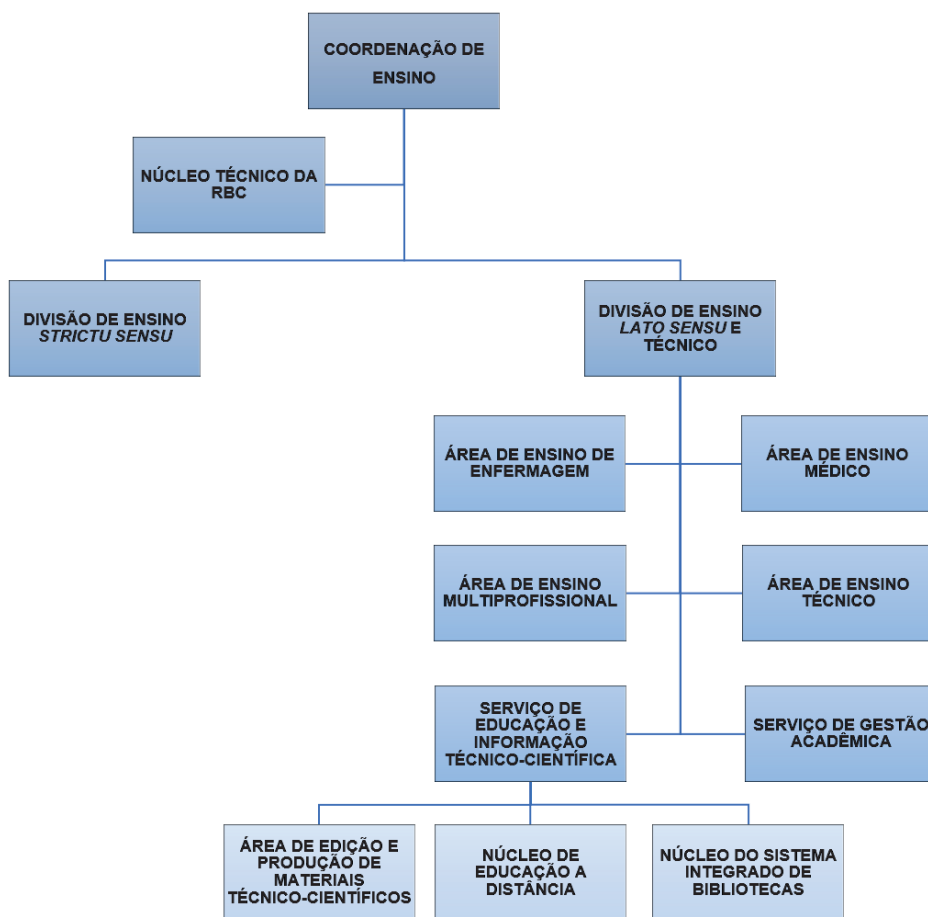 COORDENAÇÃO DE
ENSINO
NÚCLEO TÉCNICO DA
RBC
DIVISÃO DE ENSINO
STRICTU SENSU
DIVISÃO DE ENSINO
LATO SENSU E
TÉCNICO
ÁREA DE ENSINO DE
ENFERMAGEM
ÁREA DE ENSINO
MÉDICO
ÁREA DE ENSINO
MULTIPROFISSIONAL
ÁREA DE ENSINO
TÉCNICO
SERVIÇO DE
EDUCAÇÃO E
INFORMAÇÃO
TÉCNICO-CIENTÍFICA
SERVIÇO DE GESTÃO
ACADÊMICA
ÁREA DE EDIÇÃO E
PRODUÇÃO DE
MATERIAIS
TÉCNICO-CIENTÍFICOS
NÚCLEO DE
EDUCAÇÃO A
DISTÂNCIA
NÚCLEO DO SISTEMA
INTEGRADO DE
BIBLIOTECAS